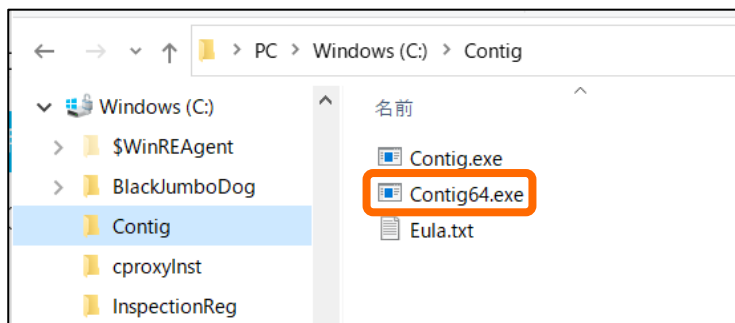 PC > Windows (C:) > Contig
Windows (C:)
名前
$WinREAgent
Contig.exe
BlackJumboDog
Contig64.exe
Contig
Eula.txt
cproxyInst
InspectionReg